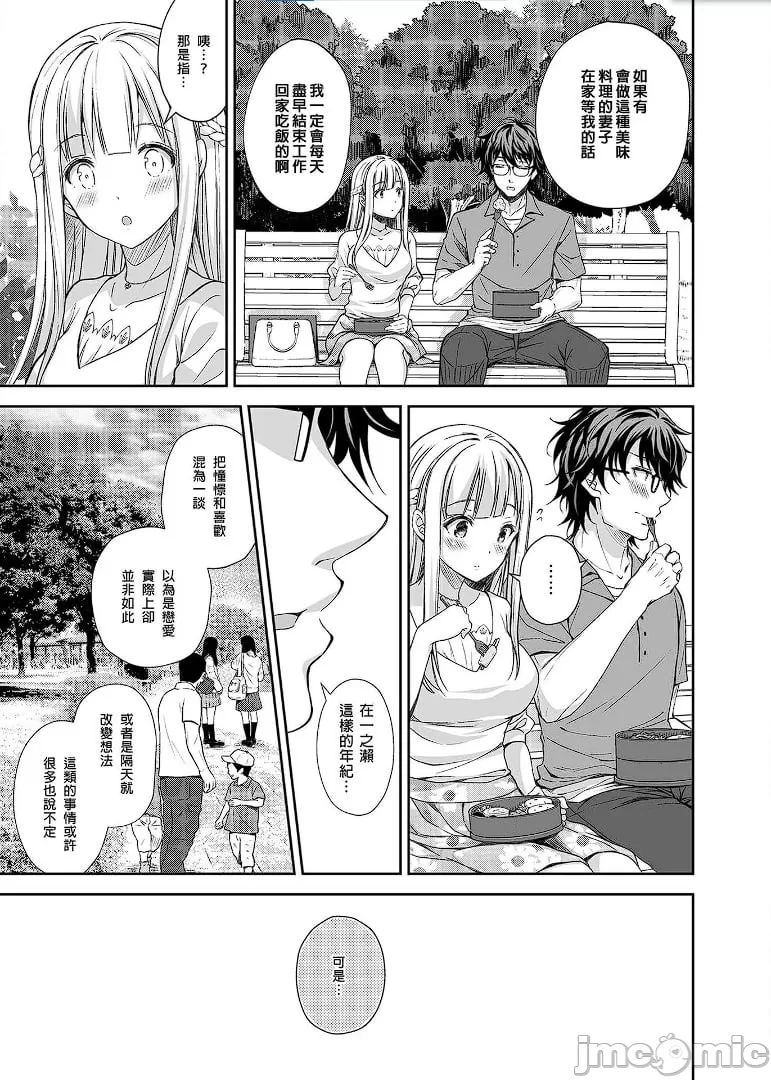 如果有
會做這種美味
料理的妻子
在家等我的話
我一定會每天
盡早結束工作
回家吃飯的啊
咦…?
那是指…
…
在一之瀨
這樣的年紀…
把憧憬和喜歡
混為一談
以為是戀愛
實際上卻
並非如此
或者是隔天就
改變想法
這類的事情或許
很多也說不定
可是…
jmcomic